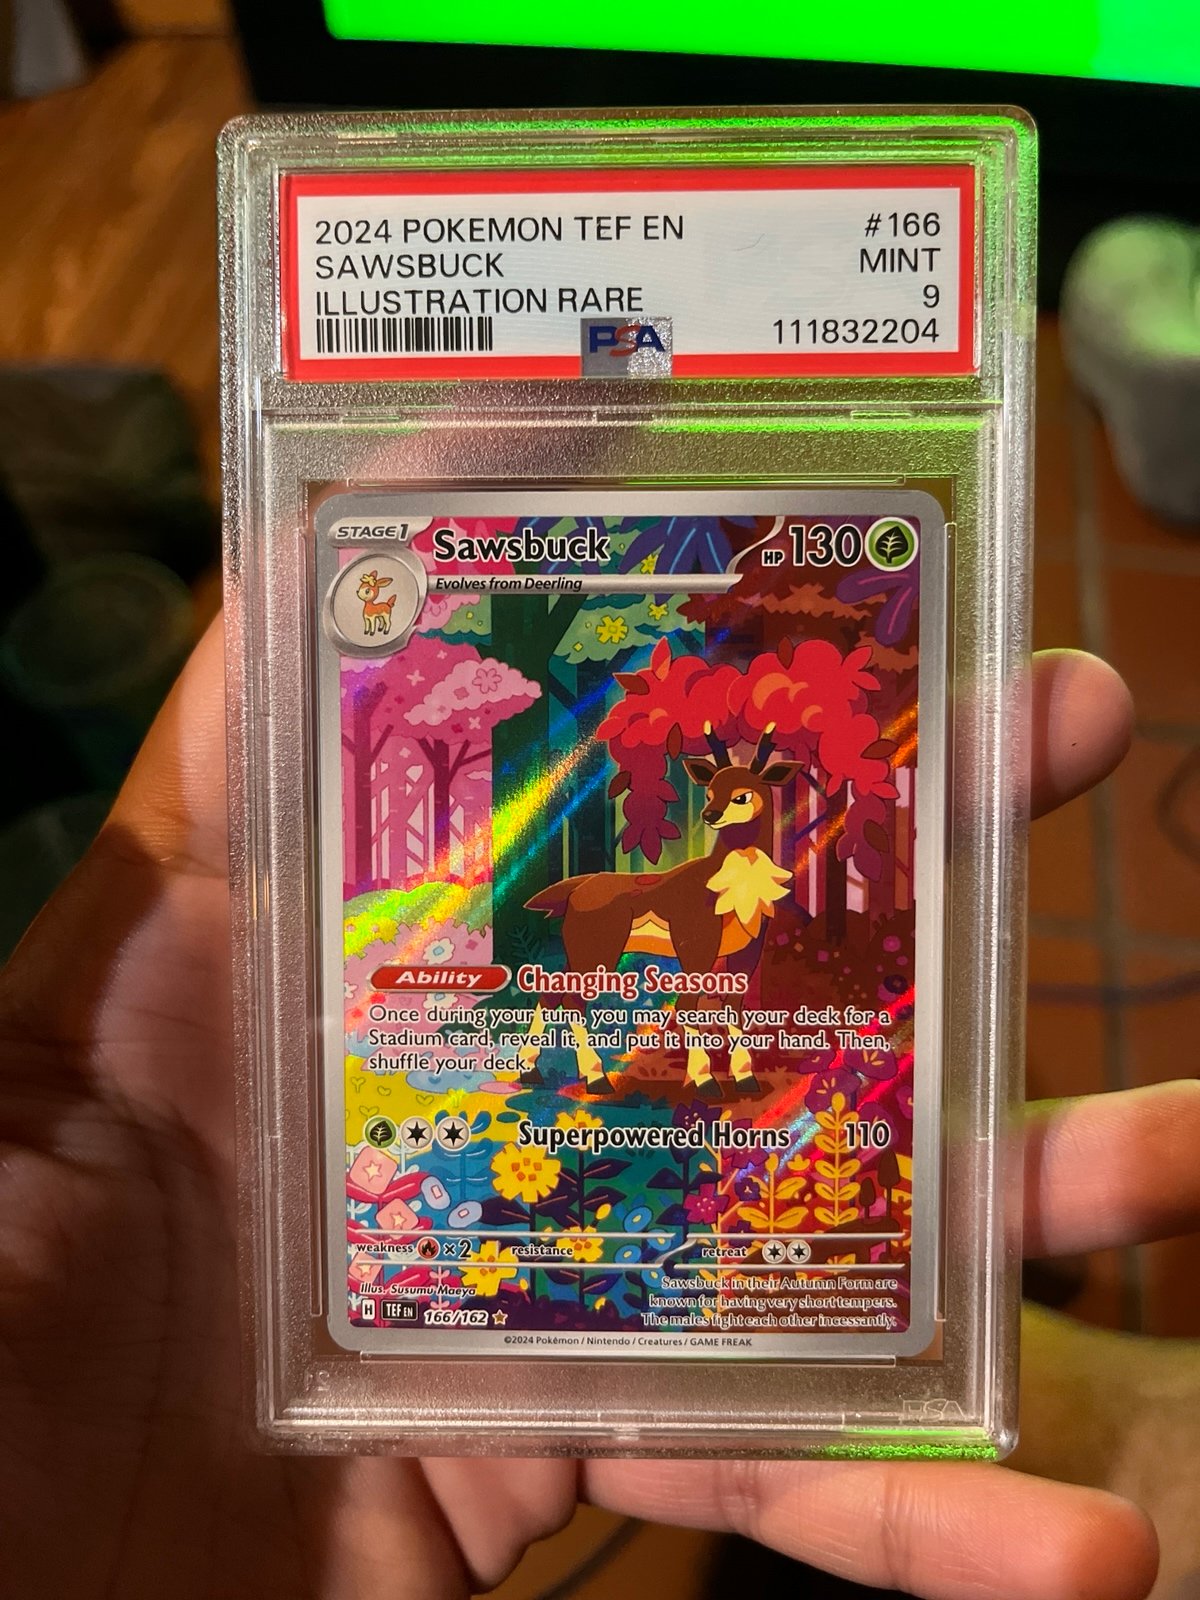 2024 POKEMON TEF EN #166
SAWSBUCK MINT
ILLUSTRATION RARE 9
PSA 111832204
STAGE 1 Sawsbuck HP 130
Evolves from Deerling
Ability Changing Seasons
Once during your turn, you may search your deck for a
Stadium card, reveal it, and put it into your hand. Then,
shuffle your deck.
Superpowered Horns 110
weakness ×2 resistance retreat
Sawsbuck in their Autumn Form are
known for having very short tempers.
The males fight each other incessantly.
Illus. Susumu Maeya
H TEF EN 166/162
©2024 Pokémon / Nintendo / Creatures / GAME FREAK
PSA